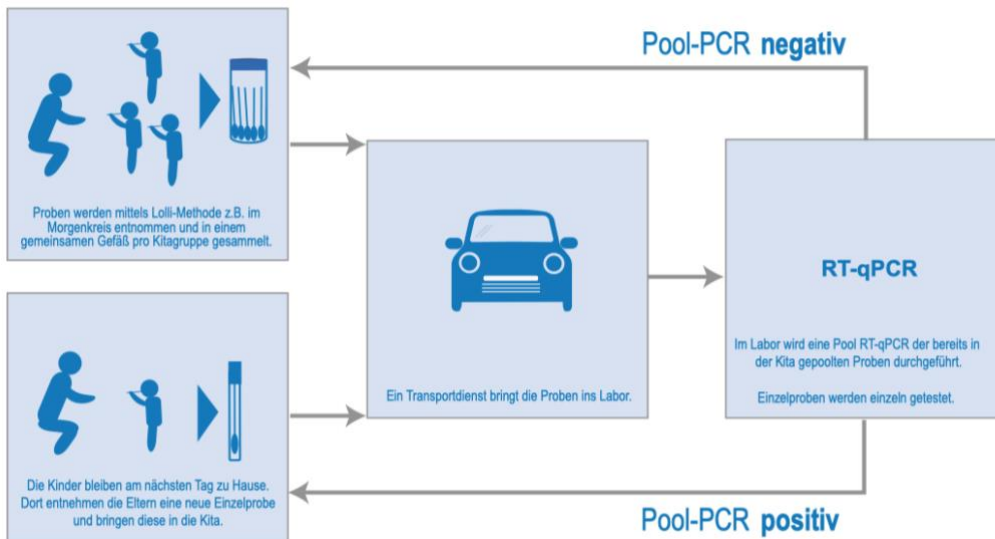 Pool-PCR negativ
Proben werden mittels Lolli-Methode z.B. im
Morgenkreis entnommen und in einem
gemeinsamen Gefäß pro Kitagruppe gesammelt.
Ein Transportdienst bringt die Proben ins Labor.
RT-qPCR
Im Labor wird eine Pool RT-qPCR der bereits in
der Kita gepoolten Proben durchgeführt.
Einzelproben werden einzeln getestet.
Die Kinder bleiben am nächsten Tag zu Hause.
Dort entnehmen die Eltern eine neue Einzelprobe
und bringen diese in die Kita.
Pool-PCR positiv